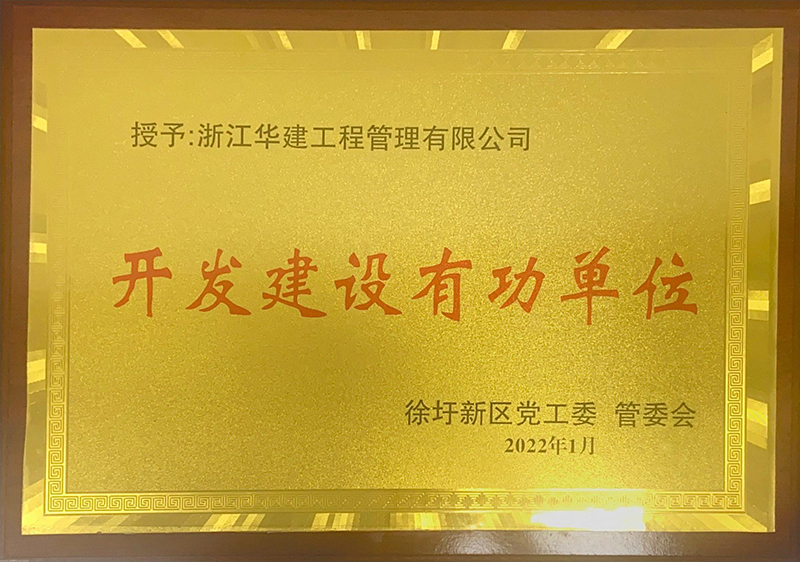 授予:浙江华建工程管理有限公司
开发建设有功单位
徐圩新区党工委 管委会
2022年1月